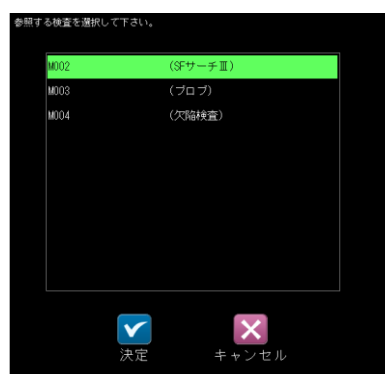 参照する検査を選択して下さい。
M002 (SFサーチⅢ)
M003 (ブロブ)
M004 (欠陥検査)
決定 キャンセル